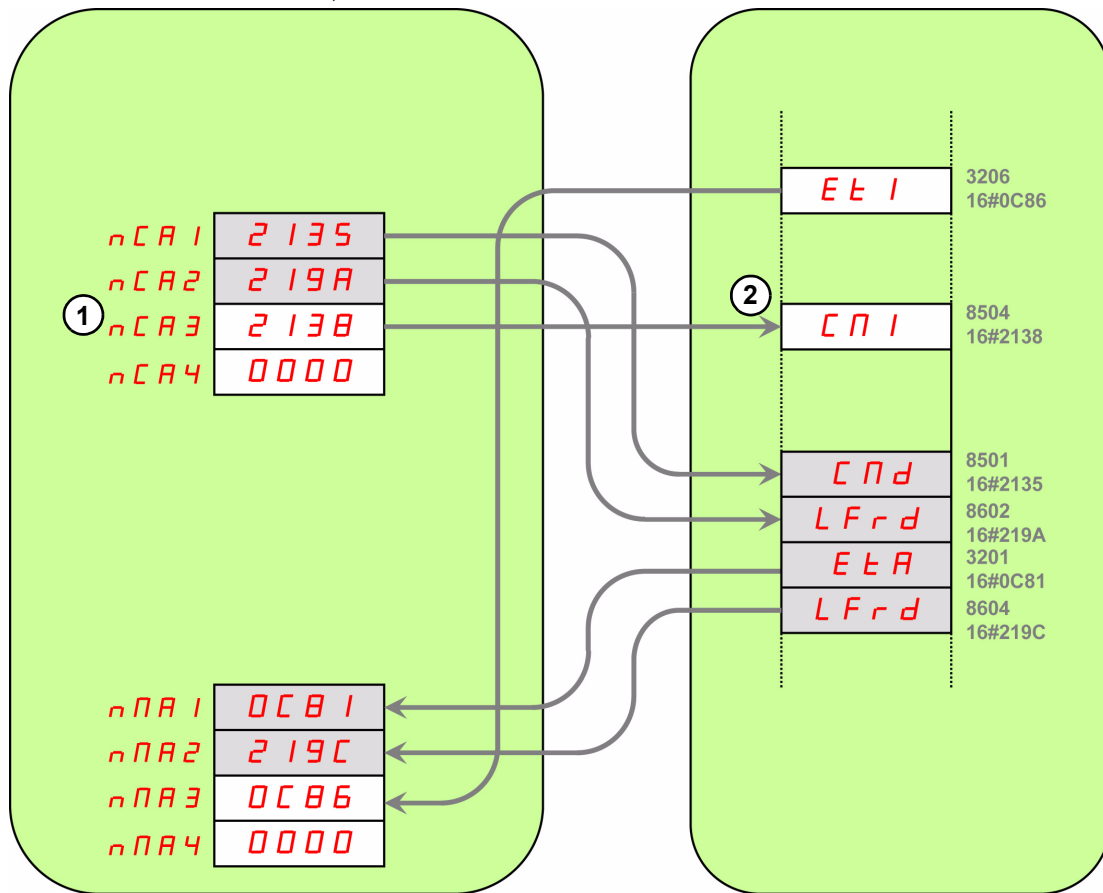 Et1
3206
16#0C86
nCA1 2135
nCA2 219A
1 nCA3 2138
nCA4 0000
2
CM1
8504
16#2138
CMd
8501
16#2135
LFrd
8602
16#219A
EtA
3201
16#0C81
LFrd
8604
16#219C
nMA1 0C81
nMA2 219C
nMA3 0C86
nMA4 0000